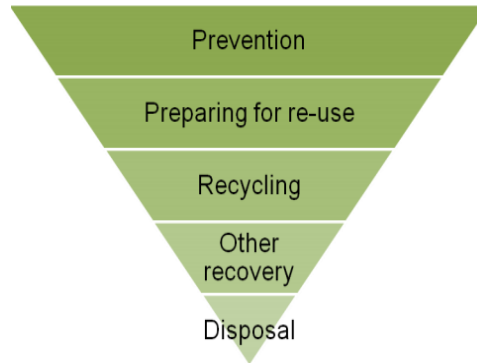 Prevention
Preparing for re-use
Recycling
Other
recovery
Disposal